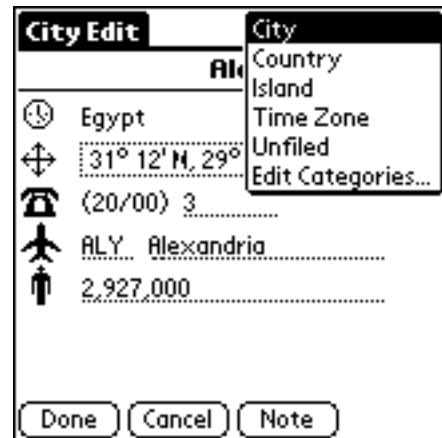 City Edit
City
Country
Island
Time Zone
Unfiled
Edit Categories...
Egypt
31° 12' N, 29°
(20/00) 3
ALY Alexandria
2,927,000
Done
Cancel
Note